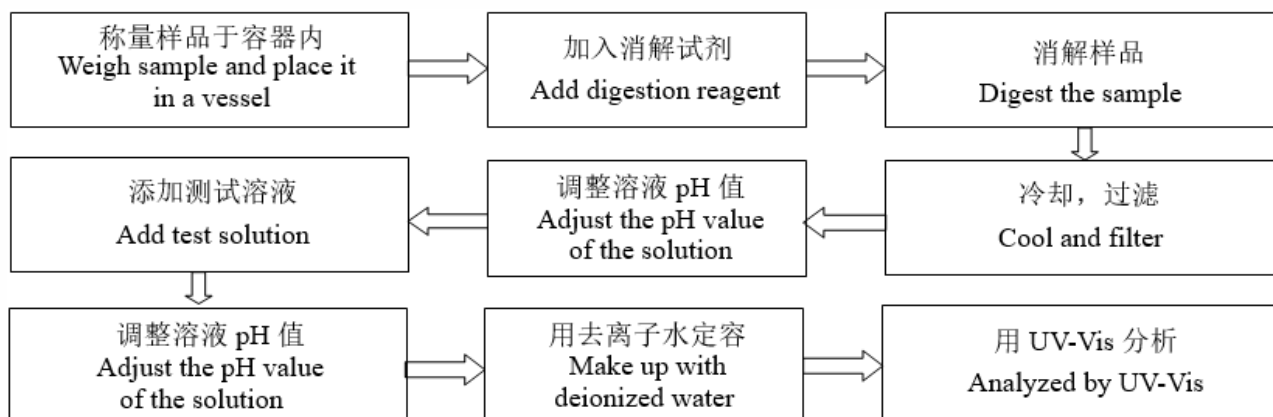 称量样品于容器内
Weigh sample and place it
in a vessel
加入消解试剂
Add digestion reagent
消解样品
Digest the sample
冷却，过滤
Cool and filter
调整溶液 pH 值
Adjust the pH value
of the solution
添加测试溶液
Add test solution
调整溶液 pH 值
Adjust the pH value
of the solution
用去离子水定容
Make up with
deionized water
用 UV-Vis 分析
Analyzed by UV-Vis